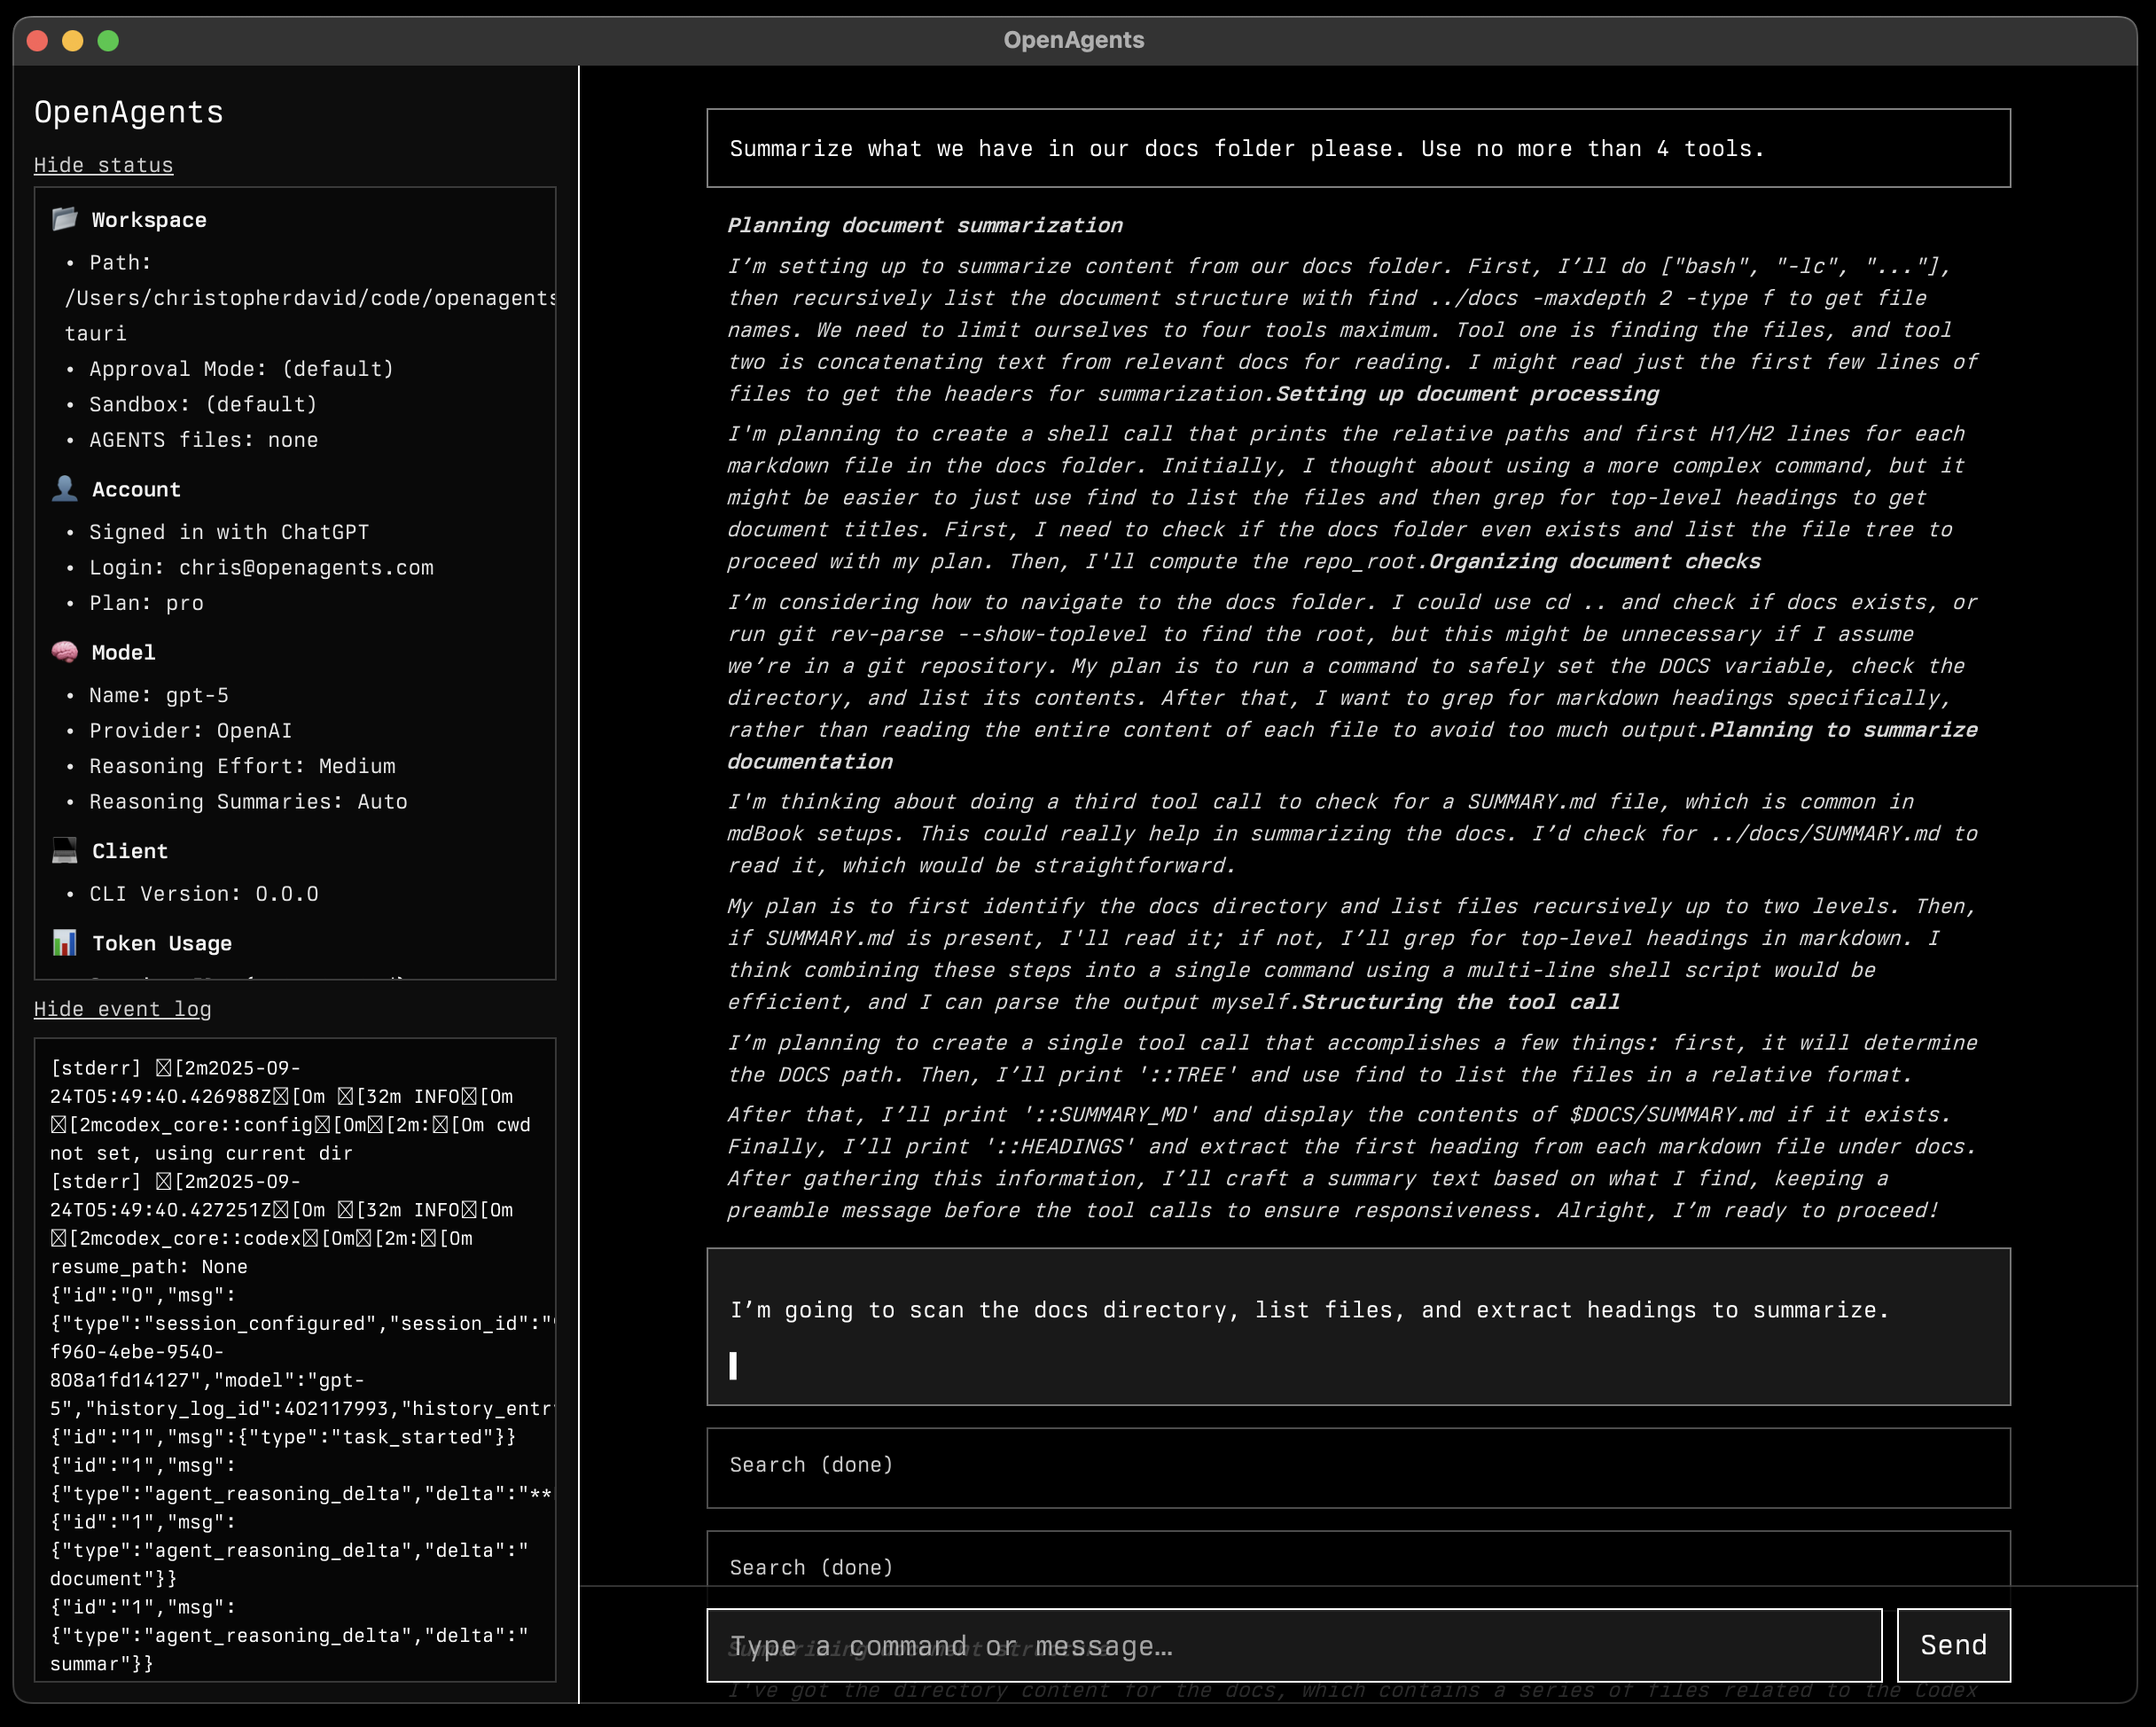 OpenAgents
OpenAgents
Hide status
Workspace
• Path:
/Users/christopherdavid/code/openagents
tauri
• Approval Mode: (default)
• Sandbox: (default)
• AGENTS files: none
Account
• Signed in with ChatGPT
• Login: chris@openagents.com
• Plan: pro
Model
• Name: gpt-5
• Provider: OpenAI
• Reasoning Effort: Medium
• Reasoning Summaries: Auto
Client
• CLI Version: 0.0.0
Token Usage
Hide event log
[stderr] ␛[2m2025-09-
24T05:49:40.426988Z␛[0m ␛[32m INFO␛[0m
␛[2mcodex_core::config␛[0m␛[2m:␛[0m cwd
not set, using current dir
[stderr] ␛[2m2025-09-
24T05:49:40.427251Z␛[0m ␛[32m INFO␛[0m
␛[2mcodex_core::codex␛[0m␛[2m:␛[0m
resume_path: None
{"id":"0","msg":
{"type":"session_configured","session_id":"
f960-4ebe-9540-
808a1fd14127","model":"gpt-
5","history_log_id":402117993,"history_entr
{"id":"1","msg":{"type":"task_started"}}
{"id":"1","msg":
{"type":"agent_reasoning_delta","delta":"**
{"id":"1","msg":
{"type":"agent_reasoning_delta","delta":"
document"}}
{"id":"1","msg":
{"type":"agent_reasoning_delta","delta":"
summar"}}
Summarize what we have in our docs folder please. Use no more than 4 tools.
Planning document summarization
I’m setting up to summarize content from our docs folder. First, I’ll do ["bash", "-lc", "..."],
then recursively list the document structure with find ../docs -maxdepth 2 -type f to get file
names. We need to limit ourselves to four tools maximum. Tool one is finding the files, and tool
two is concatenating text from relevant docs for reading. I might read just the first few lines of
files to get the headers for summarization.Setting up document processing
I'm planning to create a shell call that prints the relative paths and first H1/H2 lines for each
markdown file in the docs folder. Initially, I thought about using a more complex command, but it
might be easier to just use find to list the files and then grep for top-level headings to get
document titles. First, I need to check if the docs folder even exists and list the file tree to
proceed with my plan. Then, I'll compute the repo_root.Organizing document checks
I’m considering how to navigate to the docs folder. I could use cd .. and check if docs exists, or
run git rev-parse --show-toplevel to find the root, but this might be unnecessary if I assume
we’re in a git repository. My plan is to run a command to safely set the DOCS variable, check the
directory, and list its contents. After that, I want to grep for markdown headings specifically,
rather than reading the entire content of each file to avoid too much output.Planning to summarize
documentation
I'm thinking about doing a third tool call to check for a SUMMARY.md file, which is common in
mdBook setups. This could really help in summarizing the docs. I’d check for ../docs/SUMMARY.md to
read it, which would be straightforward.
My plan is to first identify the docs directory and list files recursively up to two levels. Then,
if SUMMARY.md is present, I'll read it; if not, I’ll grep for top-level headings in markdown. I
think combining these steps into a single command using a multi-line shell script would be
efficient, and I can parse the output myself.Structuring the tool call
I’m planning to create a single tool call that accomplishes a few things: first, it will determine
the DOCS path. Then, I’ll print '::TREE' and use find to list the files in a relative format.
After that, I’ll print '::SUMMARY_MD' and display the contents of $DOCS/SUMMARY.md if it exists.
Finally, I’ll print '::HEADINGS' and extract the first heading from each markdown file under docs.
After gathering this information, I’ll craft a summary text based on what I find, keeping a
preamble message before the tool calls to ensure responsiveness. Alright, I’m ready to proceed!
I’m going to scan the docs directory, list files, and extract headings to summarize.
Search (done)
Search (done)
Summarizing document structure
Type a command or message…
Send
I've got the directory content for the docs, which contains a series of files related to the Codex